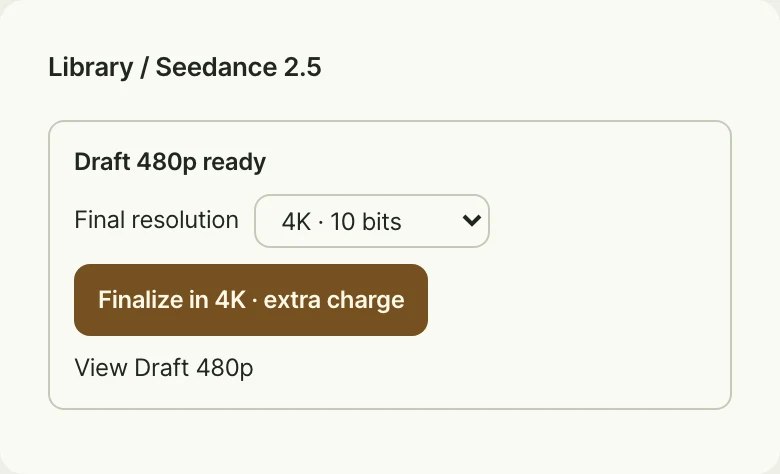 Library / Seedance 2.5
Draft 480p ready
Final resolution 4K · 10 bits
Finalize in 4K · extra charge
View Draft 480p